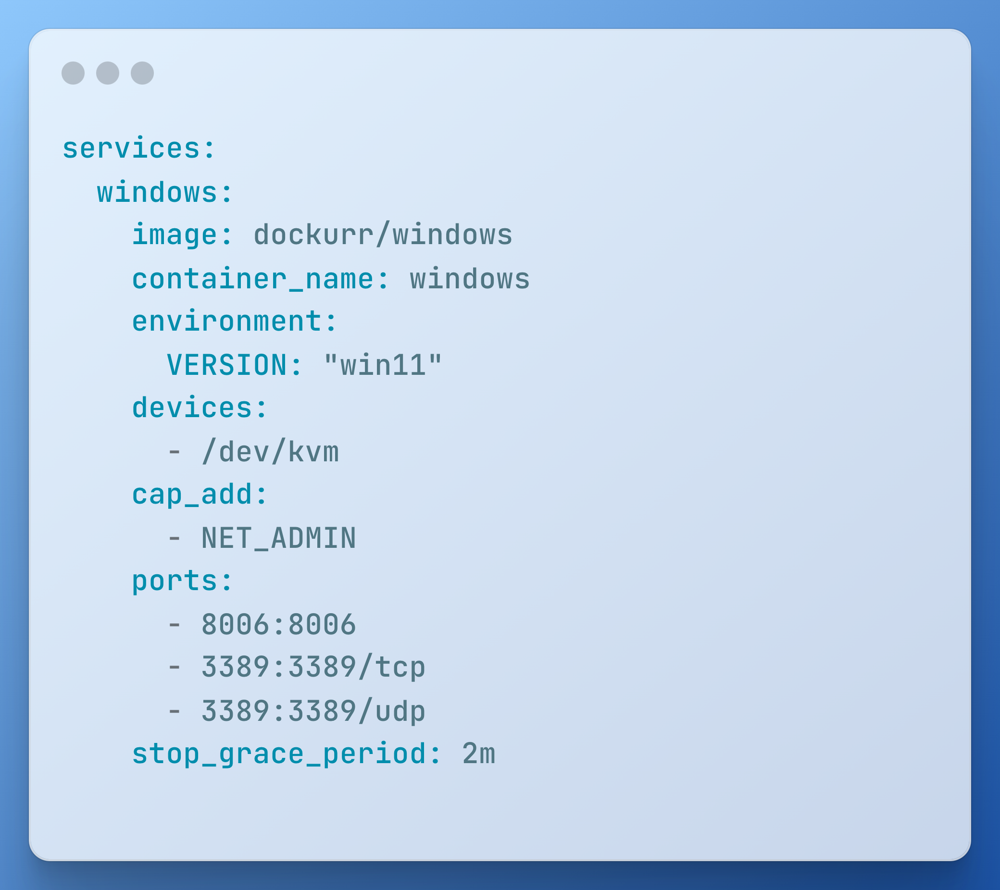 services:
  windows:
    image: dockurr/windows
    container_name: windows
    environment:
      VERSION: "win11"
    devices:
      - /dev/kvm
    cap_add:
      - NET_ADMIN
    ports:
      - 8006:8006
      - 3389:3389/tcp
      - 3389:3389/udp
    stop_grace_period: 2m